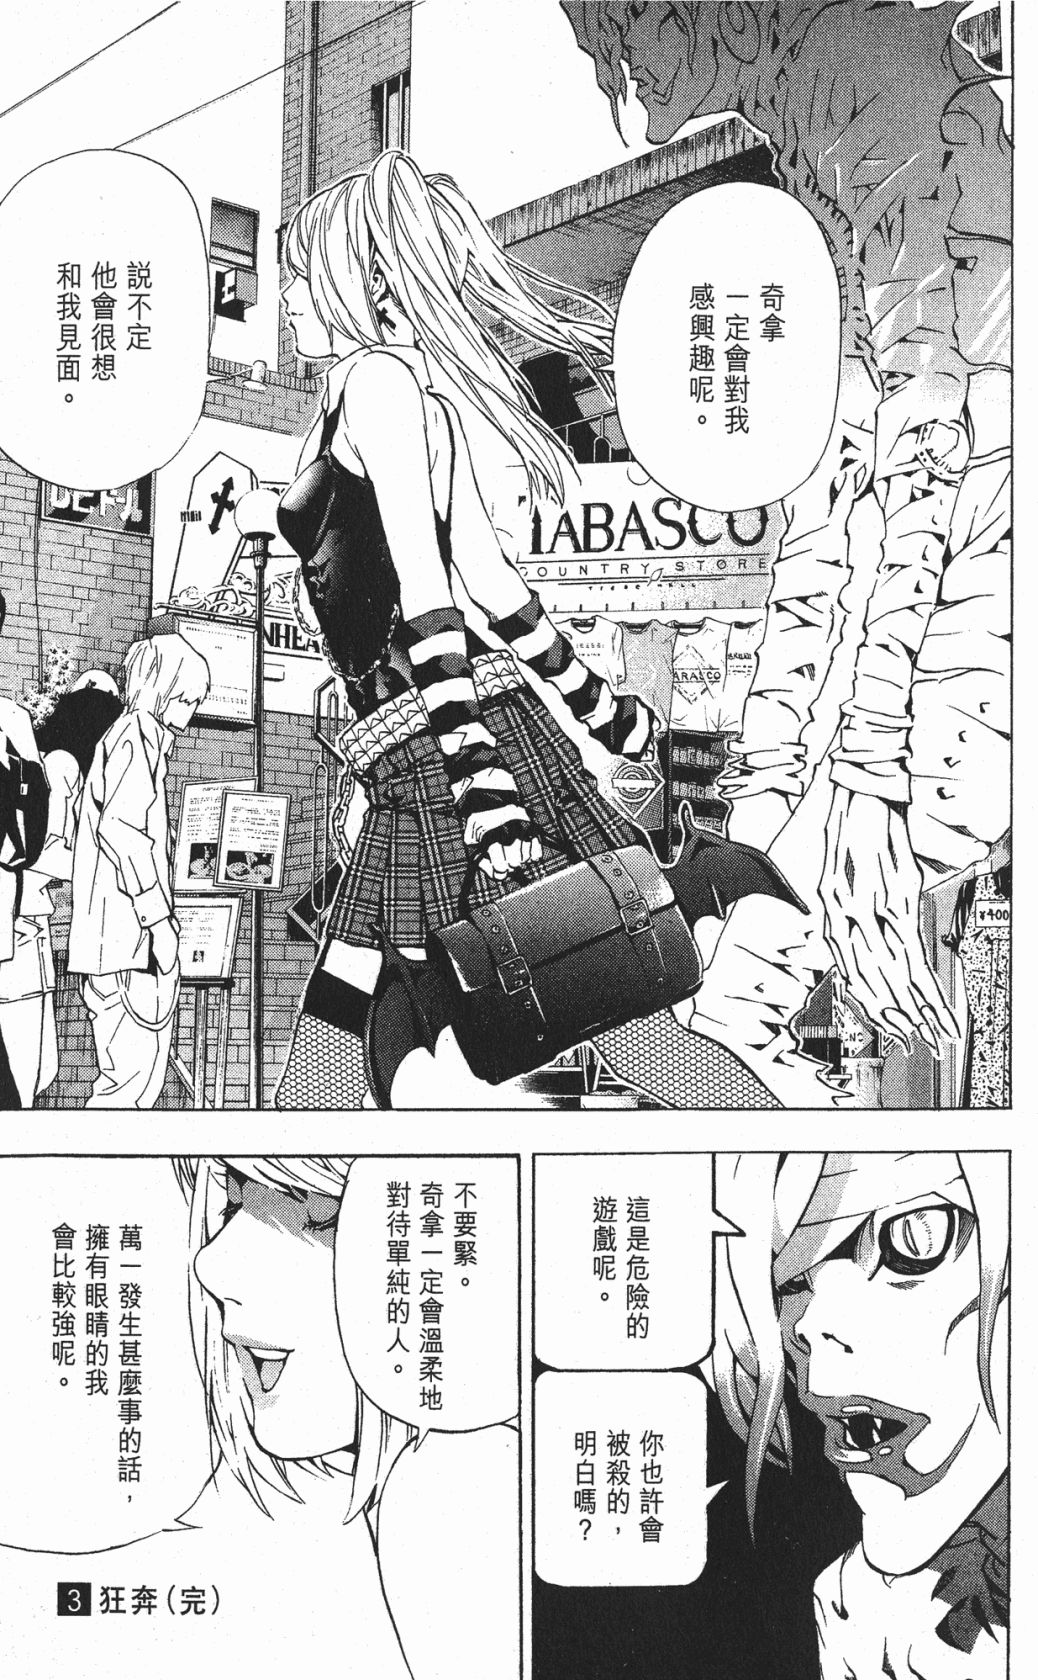 奇拿
一定會對我
感興趣呢。
説不定
他會很想
和我見面。
TABASCO
COUNTRY STORE
ARASCO
¥400
這是危險的
遊戲呢。
你也許會
被殺的，
明白嗎？
不要緊。
奇拿一定會溫柔地
對待單純的人。
萬一發生甚麼事的話，
擁有眼睛的我
會比較強呢。
3 狂奔(完)